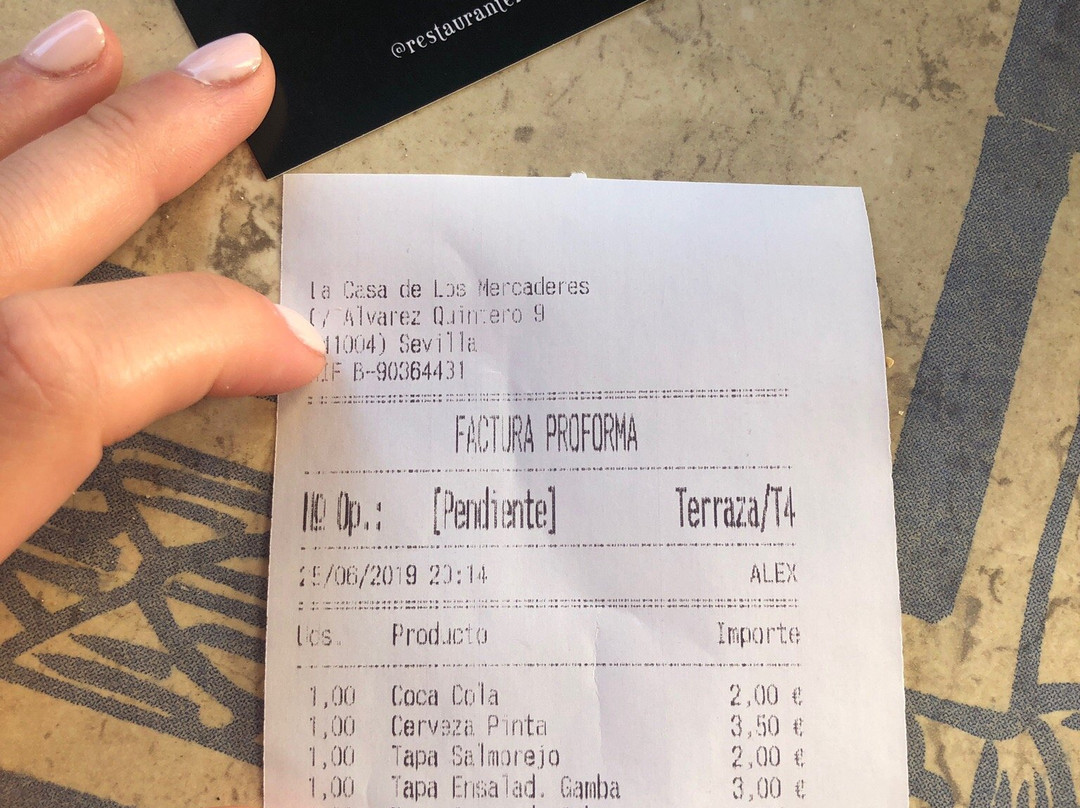 @restaurante
La Casa de Los Mercaderes
C/ Alvarez Quintero 9
41004) Sevilla
IF B-90364431
FACTURA PROFORMA
Nº Op.: [Pendiente] Terraza/T4
25/06/2019 20:14 ALEX
Uds. Producto Importe
1,00 Coca Cola 2,00 €
1,00 Cerveza Pinta 3,50 €
1,00 Tapa Salmorejo 2,00 €
1,00 Tapa Ensalad. Gamba 3,00 €